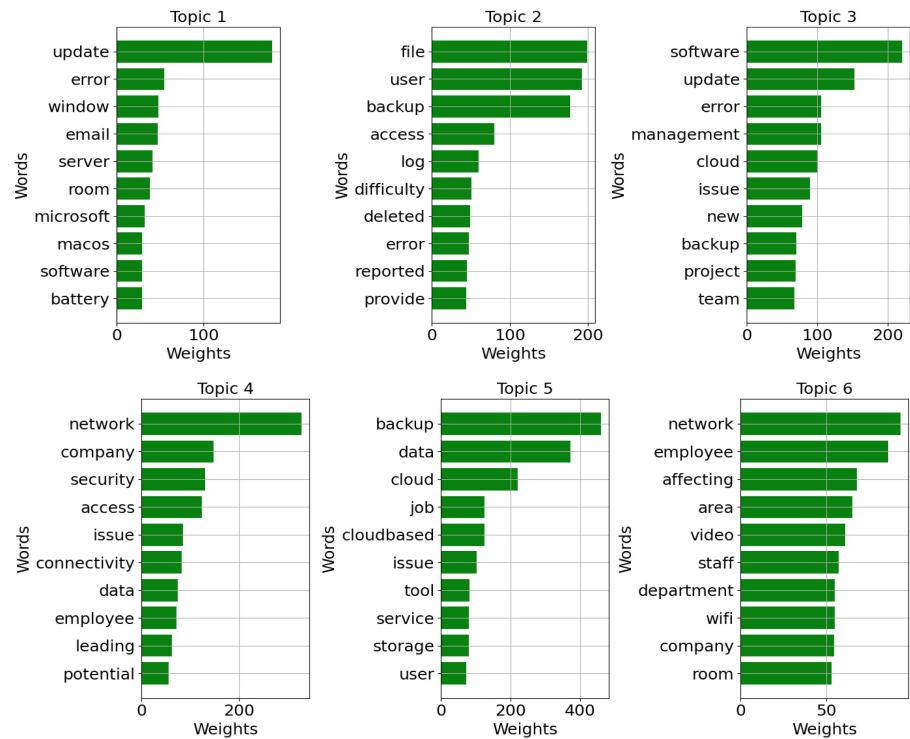 Topic 1
Words
update
error
window
email
server
room
microsoft
macos
software
battery
0 100
Weights
Topic 2
Words
file
user
backup
access
log
difficulty
deleted
error
reported
provide
0 100 200
Weights
Topic 3
Words
software
update
error
management
cloud
issue
new
backup
project
team
0 100 200
Weights
Topic 4
Words
network
company
security
access
issue
connectivity
data
employee
leading
potential
0 200
Weights
Topic 5
Words
backup
data
cloud
job
cloudbased
issue
tool
service
storage
user
0 200 400
Weights
Topic 6
Words
network
employee
affecting
area
video
staff
department
wifi
company
room
0 50
Weights